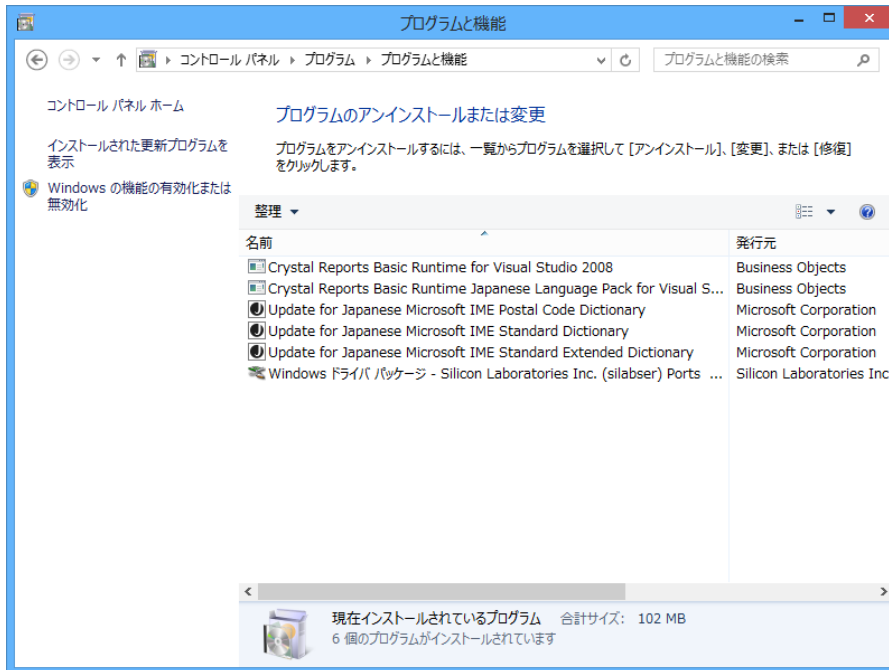 プログラムと機能
コントロール パネル プログラム プログラムと機能
プログラムと機能の検索
コントロール パネル ホーム
インストールされた更新プログラムを
表示
Windows の機能の有効化または
無効化
プログラムのアンインストールまたは変更
プログラムをアンインストールするには、一覧からプログラムを選択して [アンインストール]、[変更]、または [修復]
をクリックします。
整理
名前 発行元
Crystal Reports Basic Runtime for Visual Studio 2008 Business Objects
Crystal Reports Basic Runtime Japanese Language Pack for Visual S... Business Objects
Update for Japanese Microsoft IME Postal Code Dictionary Microsoft Corporation
Update for Japanese Microsoft IME Standard Dictionary Microsoft Corporation
Update for Japanese Microsoft IME Standard Extended Dictionary Microsoft Corporation
Windows ドライバ パッケージ - Silicon Laboratories Inc. (silabser) Ports ... Silicon Laboratories Inc
現在インストールされているプログラム 合計サイズ: 102 MB
6 個のプログラムがインストールされています